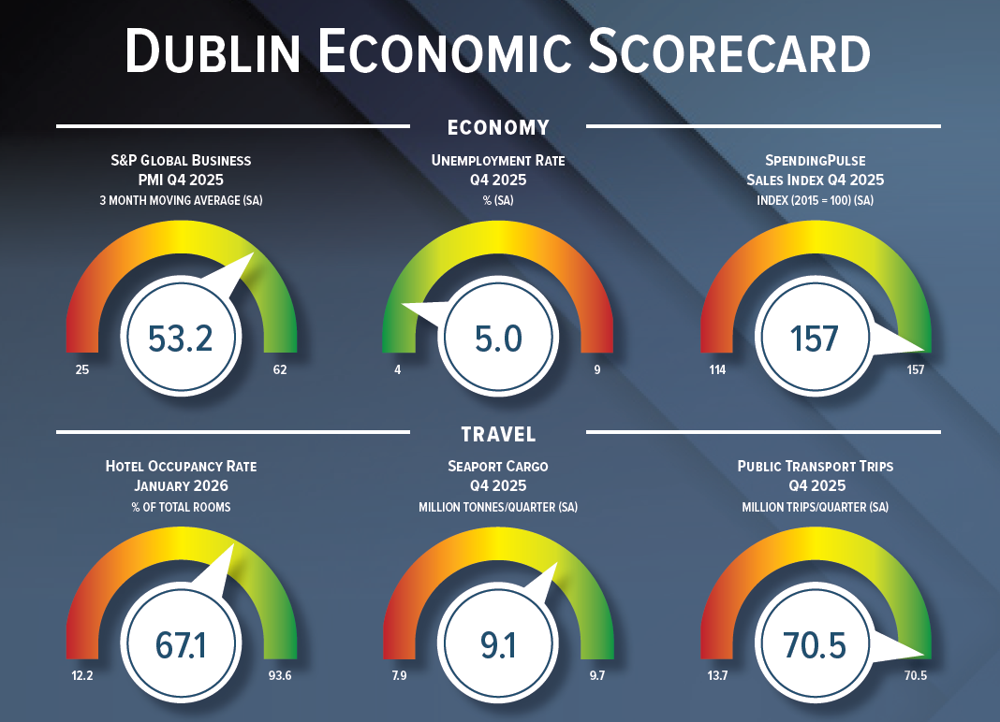 DUBLIN ECONOMIC SCORECARD
ECONOMY
S&P GLOBAL BUSINESS
PMI Q4 2025
3 MONTH MOVING AVERAGE (SA)
53.2
25
62
UNEMPLOYMENT RATE
Q4 2025
% (SA)
5.0
4
9
SPENDINGPULSE
SALES INDEX Q4 2025
INDEX (2015 = 100) (SA)
157
114
157
TRAVEL
HOTEL OCCUPANCY RATE
JANUARY 2026
% OF TOTAL ROOMS
67.1
12.2
93.6
SEAPORT CARGO
Q4 2025
MILLION TONNES/QUARTER (SA)
9.1
7.9
9.7
PUBLIC TRANSPORT TRIPS
Q4 2025
MILLION TRIPS/QUARTER (SA)
70.5
13.7
70.5